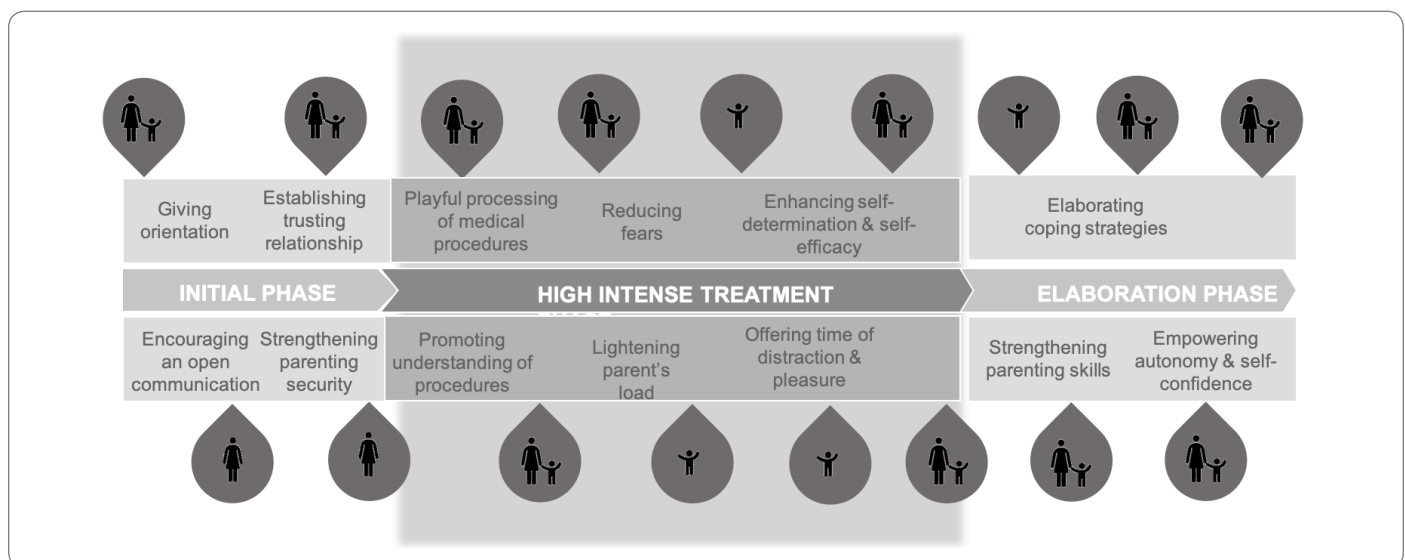 Giving
orientation
Establishing
trusting
relationship
Playful processing
of medical
procedures
Reducing
fears
Enhancing self-
determination & self-
efficacy
Elaborating
coping strategies
INITIAL PHASE
HIGH INTENSE TREATMENT
ELABORATION PHASE
Encouraging
an open
communication
Strengthening
parenting
security
Promoting
understanding of
procedures
Lightening
parent's
load
Offering time of
distraction &
pleasure
Strengthening
parenting skills
Empowering
autonomy & self-
confidence